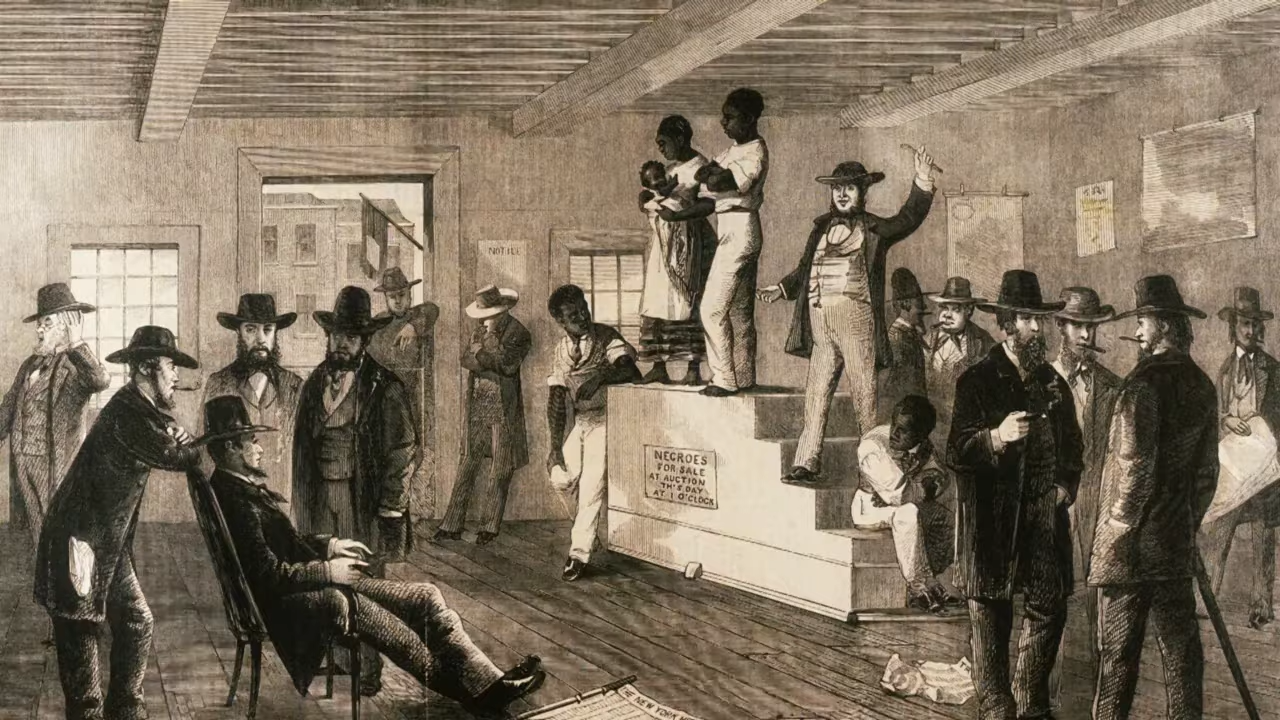 NOTICE
NEGROES
FOR SALE
AT AUCTION
THIS DAY
AT 1 O'CLOCK
THE NEW YORK